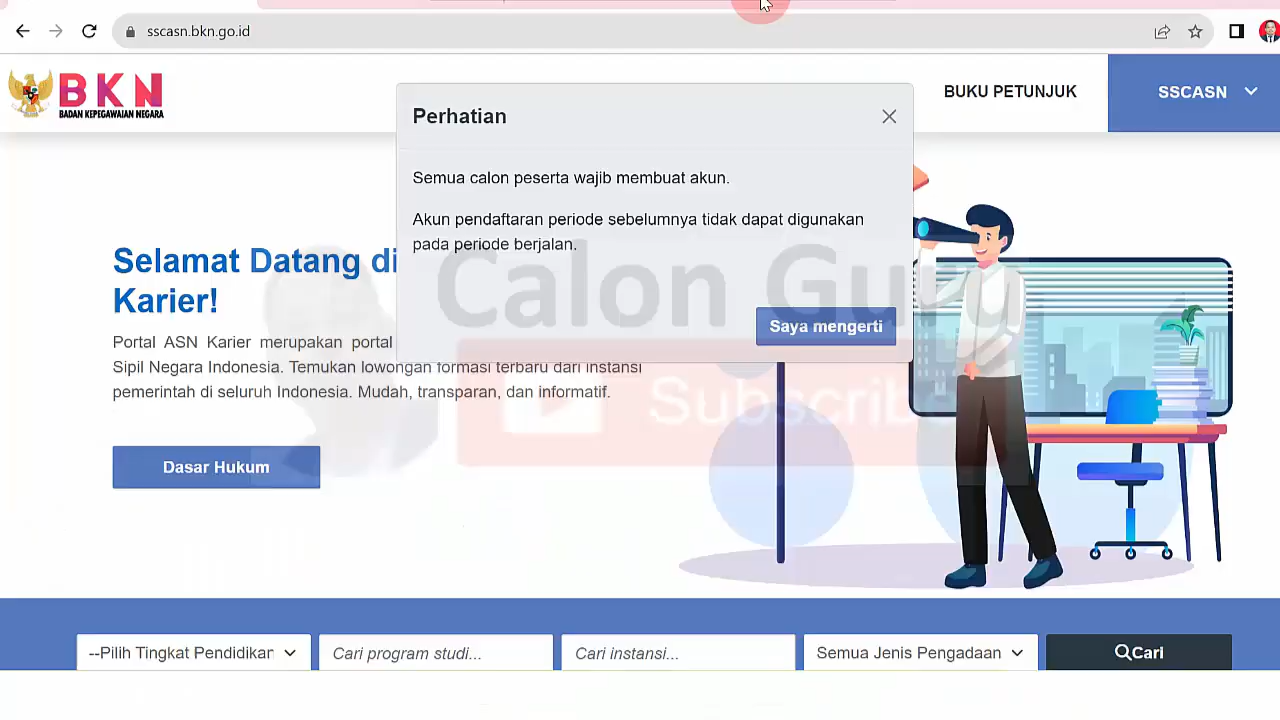 sscasn.bkn.go.id
BKN
BADAN KEPEGAWAIAN NEGARA
BUKU PETUNJUK
SSCASN
Perhatian
Semua calon peserta wajib membuat akun.
Akun pendaftaran periode sebelumnya tidak dapat digunakan
pada periode berjalan.
Saya mengerti
Calon Guru
Subscribe
Selamat Datang di
Karier!
Portal ASN Karier merupakan portal
Sipil Negara Indonesia. Temukan lowongan formasi terbaru dari instansi
pemerintah di seluruh Indonesia. Mudah, transparan, dan informatif.
Dasar Hukum
--Pilih Tingkat Pendidikan
Cari program studi...
Cari instansi...
Semua Jenis Pengadaan
Cari